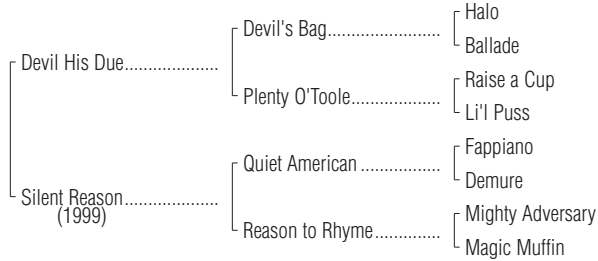 Halo
Devil's Bag..........................
Ballade
Devil His Due....................
Raise a Cup
Plenty O'Toole....................
Li'l Puss
Fappiano
Quiet American ..................
Demure
Silent Reason....................
(1999)
Mighty Adversary
Reason to Rhyme...............
Magic Muffin